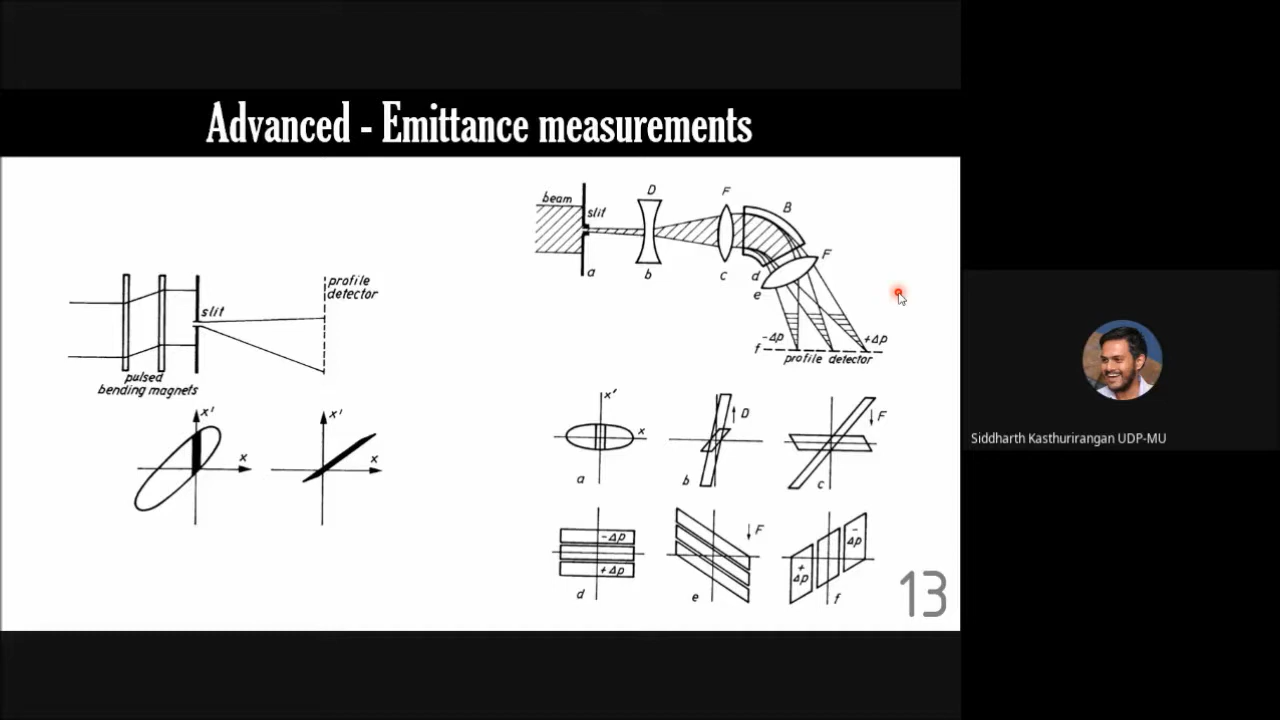 Advanced - Emittance measurements
beam
slit
D
F
B
F
a
b
c
d
e
-Δp
+Δp
f
profile detector
profile
detector
slit
pulsed
bending magnets
x'
x
x'
x
x'
x
a
D
b
F
c
-Δp
+Δp
d
F
e
-
Δp
+
Δp
f
13
Siddharth Kasthurirangan UDP-MU